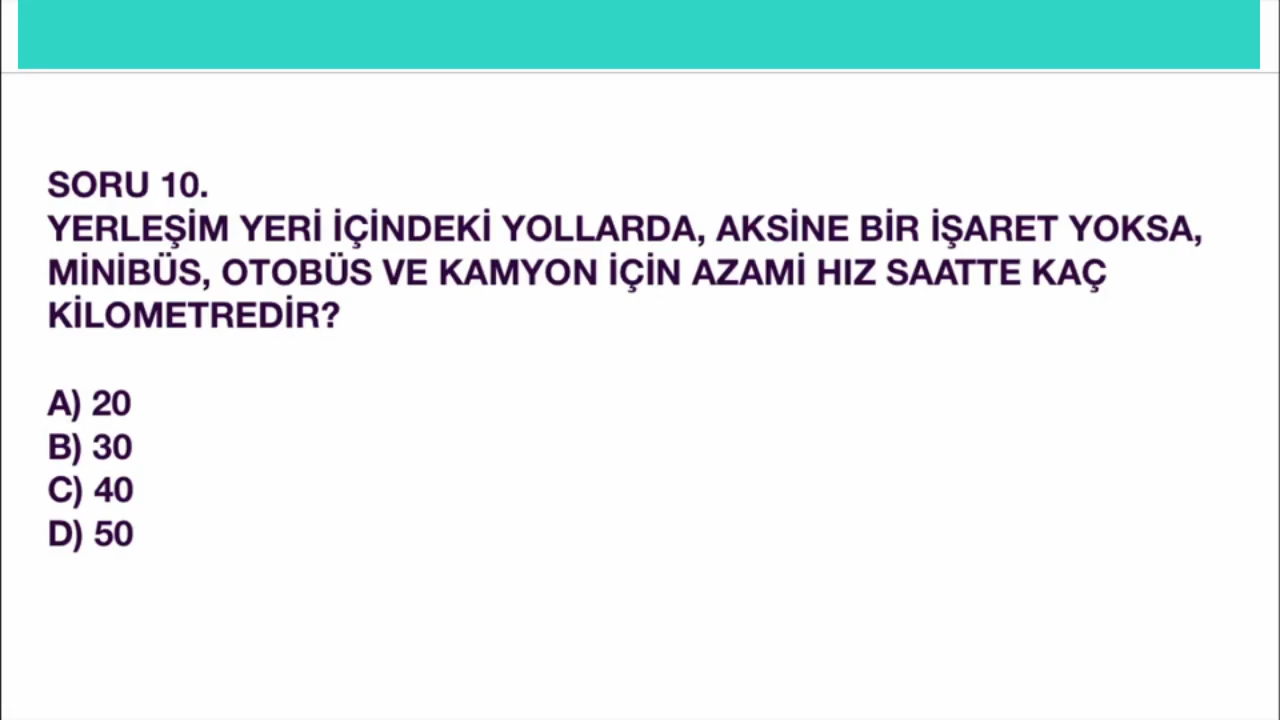 SORU 10.
YERLEŞİM YERİ İÇİNDEKİ YOLLARDA, AKSİNE BİR İŞARET YOKSA,
MİNİBÜS, OTOBÜS VE KAMYON İÇİN AZAMİ HIZ SAATTE KAÇ
KİLOMETREDİR?
A) 20
B) 30
C) 40
D) 50